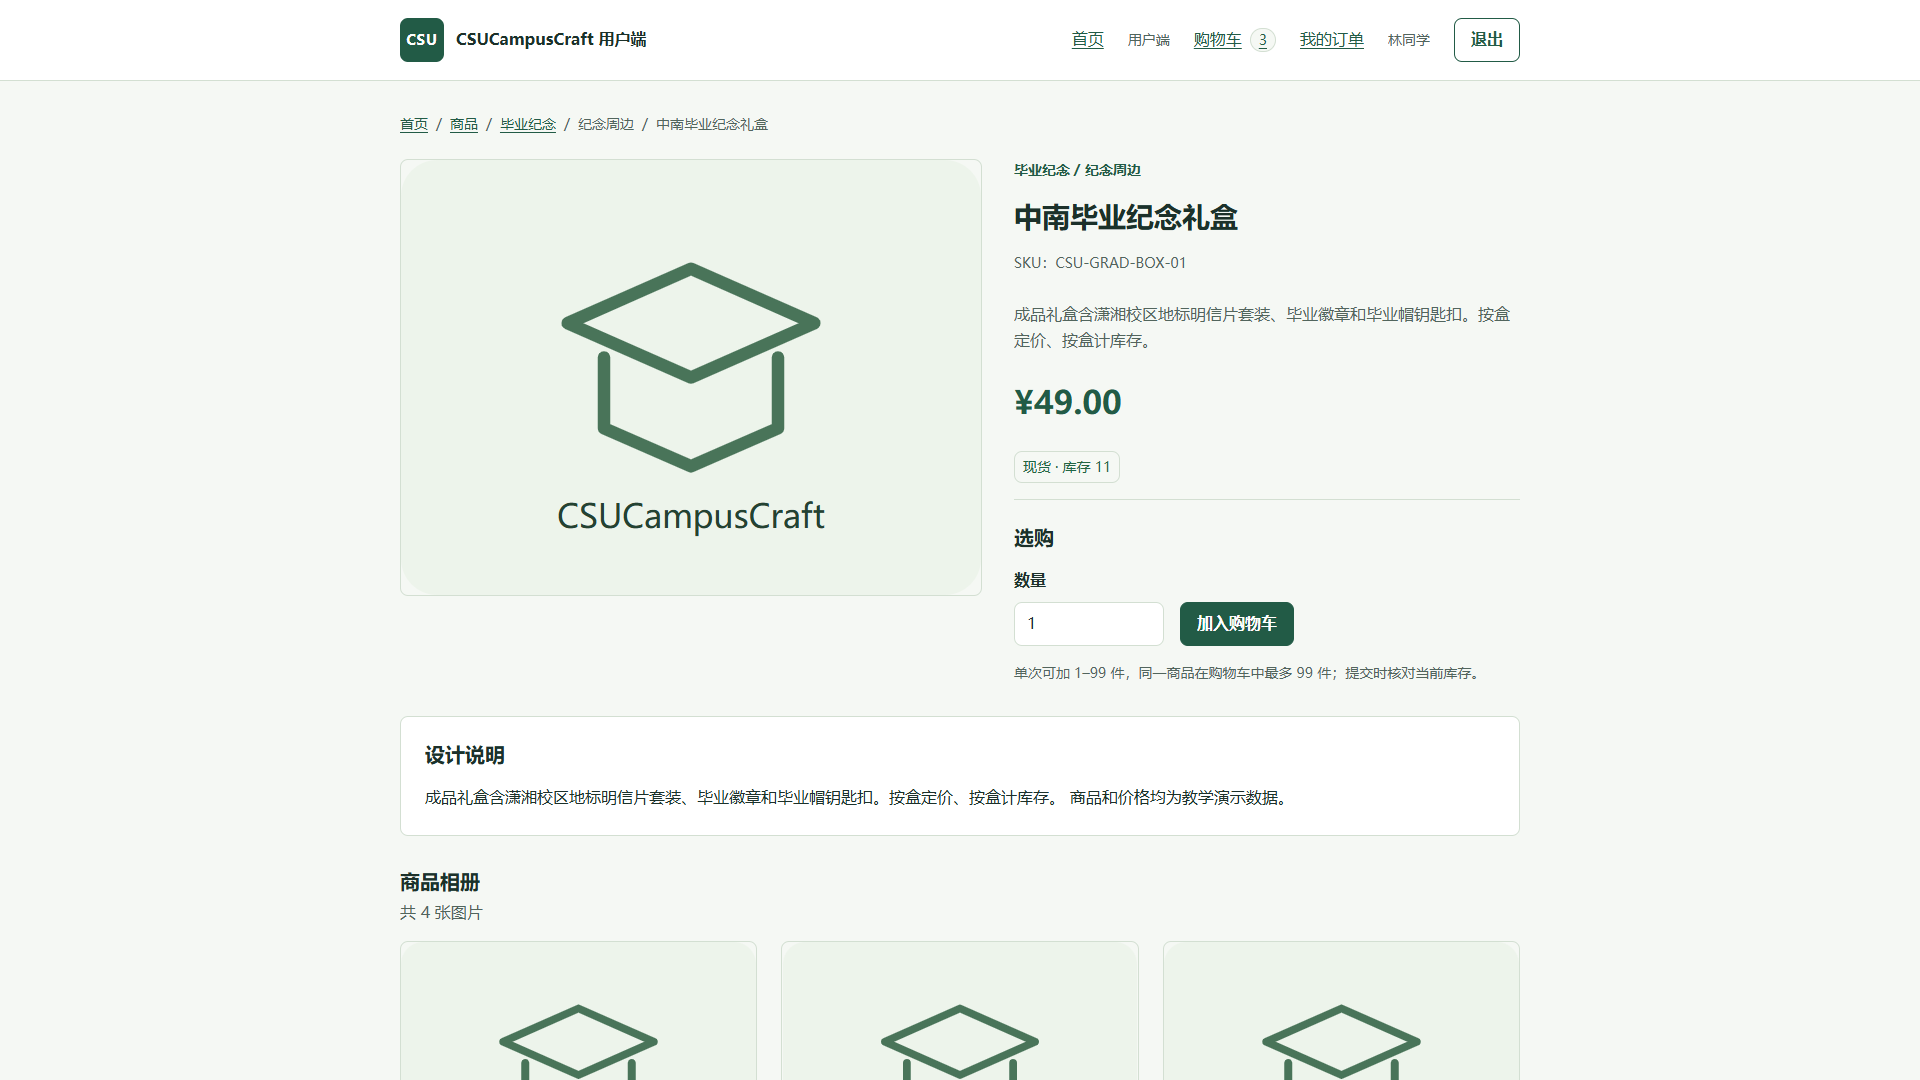 CSU CSUCampusCraft 用户端 首页 用户端 购物车 3 我的订单 林同学 退出
首页 / 商品 / 毕业纪念 / 纪念周边 / 中南毕业纪念礼盒
CSUCampusCraft
毕业纪念 / 纪念周边
中南毕业纪念礼盒
SKU：CSU-GRAD-BOX-01
成品礼盒含潇湘校区地标明信片套装、毕业徽章和毕业帽钥匙扣。按盒
定价、按盒计库存。
¥49.00
现货 · 库存 11
选购
数量
1 加入购物车
单次可加 1–99 件，同一商品在购物车中最多 99 件；提交时核对当前库存。
设计说明
成品礼盒含潇湘校区地标明信片套装、毕业徽章和毕业帽钥匙扣。按盒定价、按盒计库存。 商品和价格均为教学演示数据。
商品相册
共 4 张图片